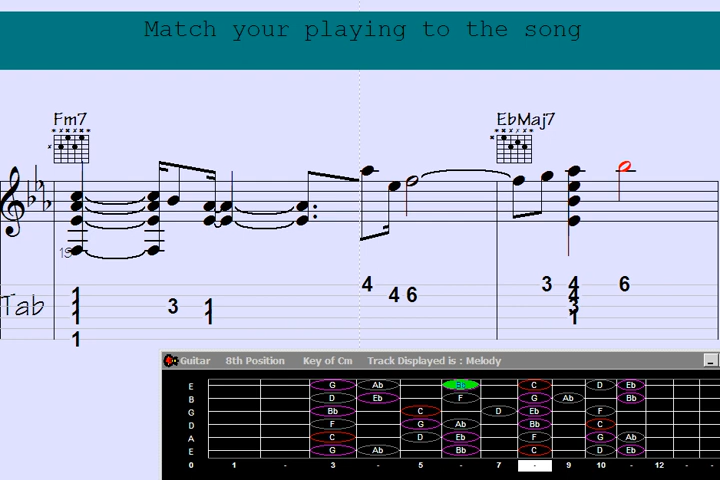 Match your playing to the song
Fm7 EbMaj7
19
4 3 4 6
1 4 6 4
1 3 1 3
1 1 1
1
Tab
Guitar 8th Position Key of Cm Track Displayed is : Melody
E G Ab Bb C D Eb
B D Eb F G Ab Bb
G Bb C D Eb F
D F G Ab Bb C
A C D Eb F G Ab
E G Ab Bb C D Eb
0 1 - 3 - 5 - 7 - 9 10 - 12 - -